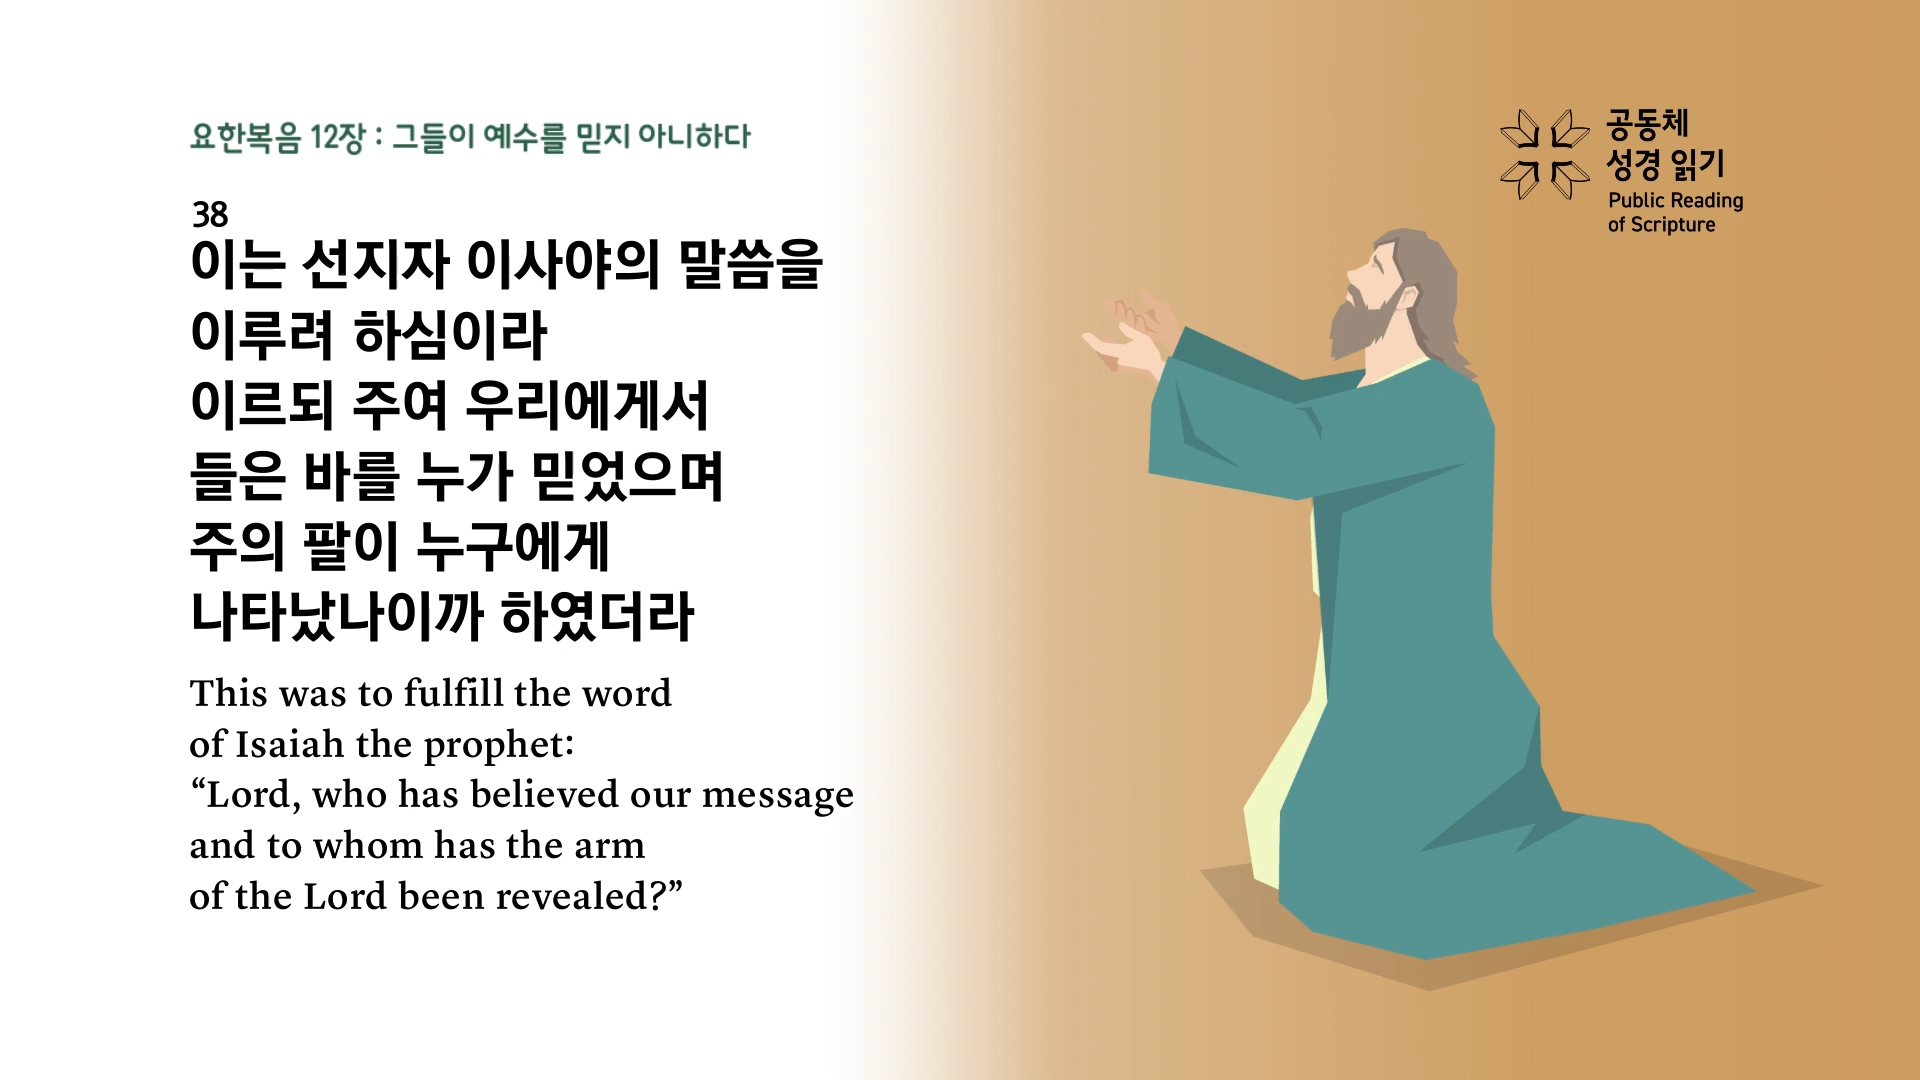 요한복음 12장 : 그들이 예수를 믿지 아니하다
38
이는 선지자 이사야의 말씀을
이루려 하심이라
이르되 주여 우리에게서
들은 바를 누가 믿었으며
주의 팔이 누구에게
나타났나이까 하였더라
This was to fulfill the word
of Isaiah the prophet:
“Lord, who has believed our message
and to whom has the arm
of the Lord been revealed?”
공동체
성경 읽기
Public Reading
of Scripture